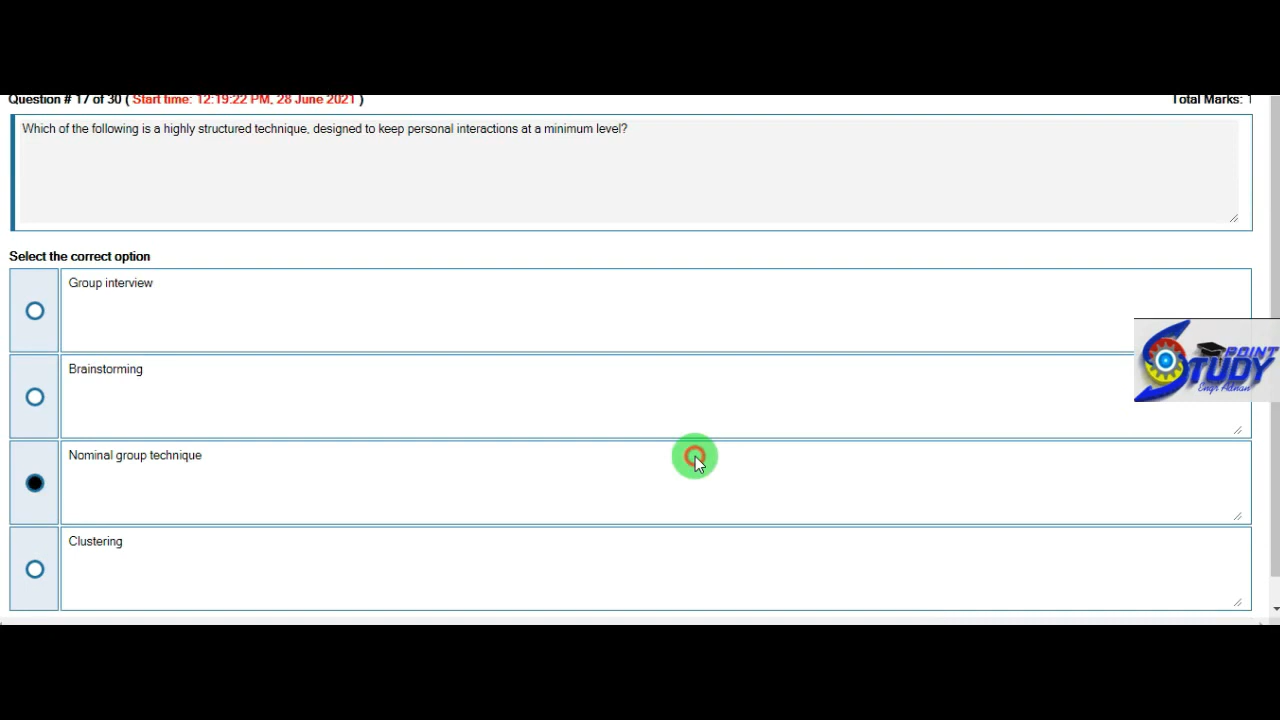 Question # 17 of 30 ( Start time: 12:19:22 PM, 28 June 2021 )
Total Marks: 1
Which of the following is a highly structured technique, designed to keep personal interactions at a minimum level?
Select the correct option
Group interview
Brainstorming
POINT
STUDY
Engr Adnan
Nominal group technique
Clustering